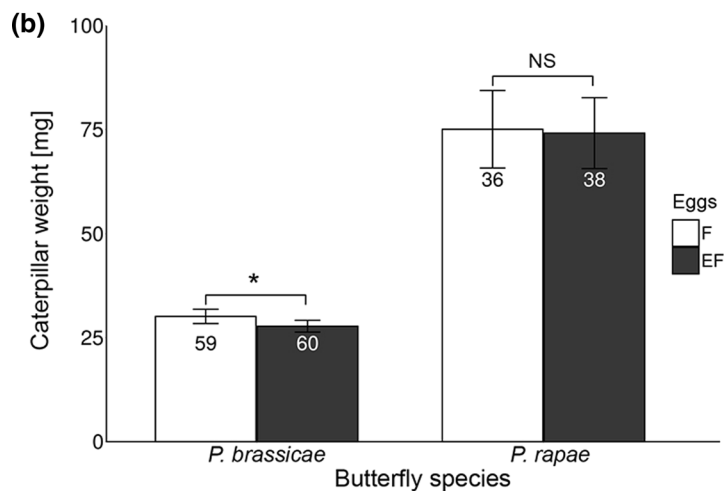 (b)
100
75
50
25
0
Caterpillar weight [mg]
NS
*
36
38
59
60
Eggs
F
EF
P. brassicae
P. rapae
Butterfly species